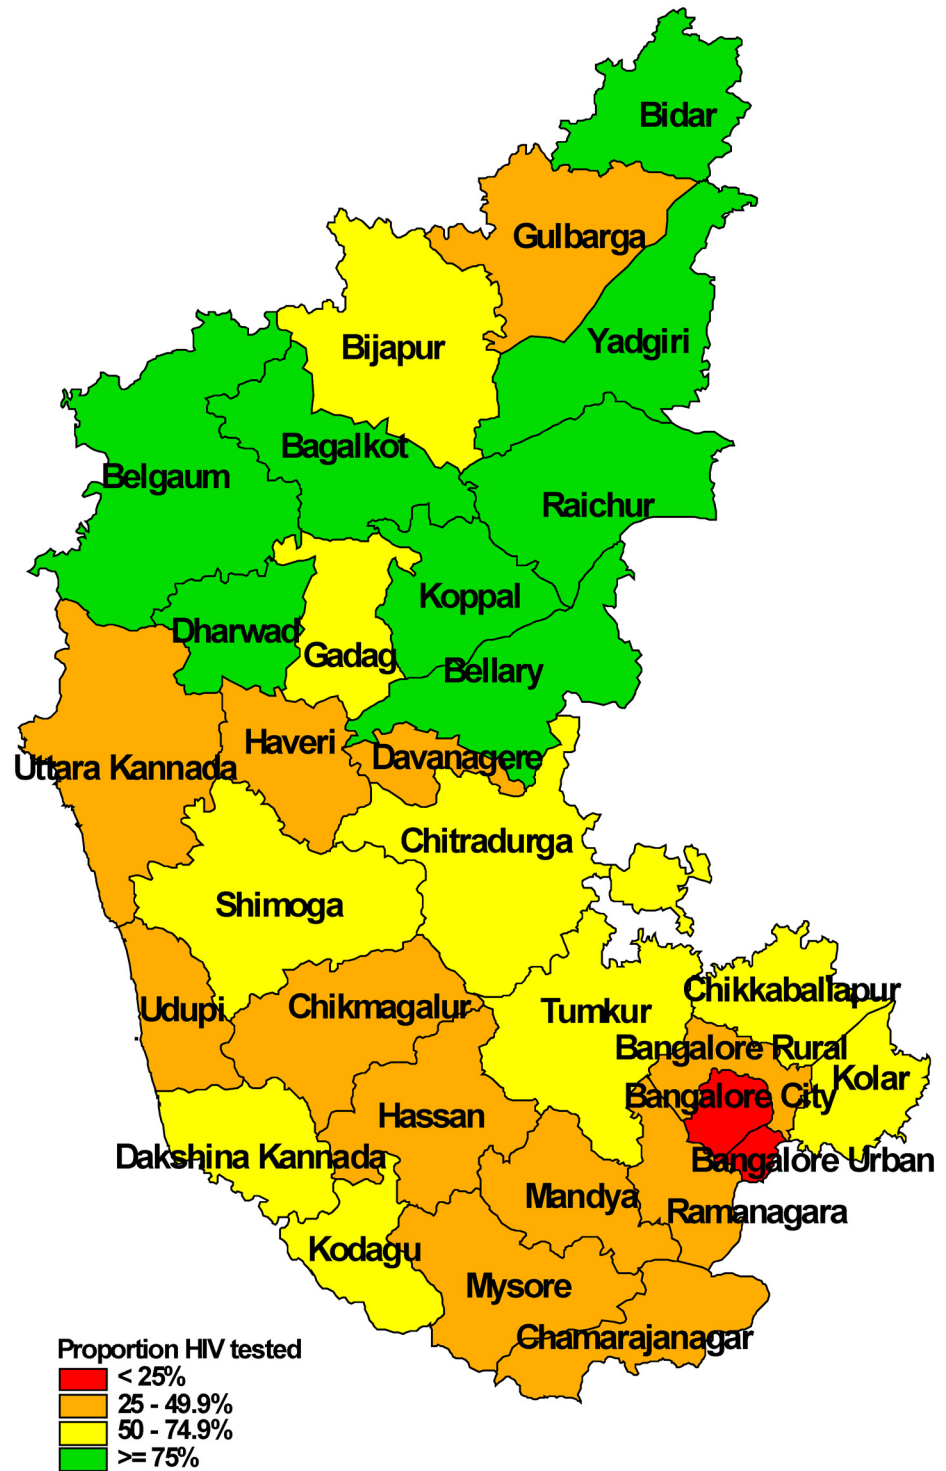 Bidar
Gulbarga
Yadgiri
Bijapur
Bagalkot
Belgaum
Raichur
Koppal
Dharwad
Gadag
Bellary
Haveri
Davanagere
Uttara Kannada
Chitradurga
Shimoga
Chikkaballapur
Udupi
Chikmagalur
Tumkur
Bangalore Rural
Kolar
Bangalore City
Hassan
Dakshina Kannada
Bangalore Urban
Mandya
Ramanagara
Kodagu
Mysore
Chamarajanagar
Proportion HIV tested
< 25%
25 - 49.9%
50 - 74.9%
>= 75%